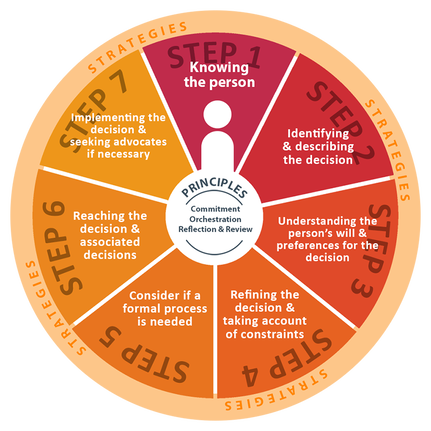 STRATEGIES
STEP 1
Knowing
the person
STEP 2
Identifying
& describing
the decision
STRATEGIES
STEP 3
Understanding the
person's will &
preferences for the
decision
STEP 4
Refining the
decision &
taking account
of constraints
STRATEGIES
STEP 5
Consider if a
formal process
is needed
STRATEGIES
STEP 6
Reaching the
decision &
associated
decisions
STEP 7
Implementing the
decision &
seeking advocates
if necessary
PRINCIPLES
Commitment
Orchestration
Reflection & Review